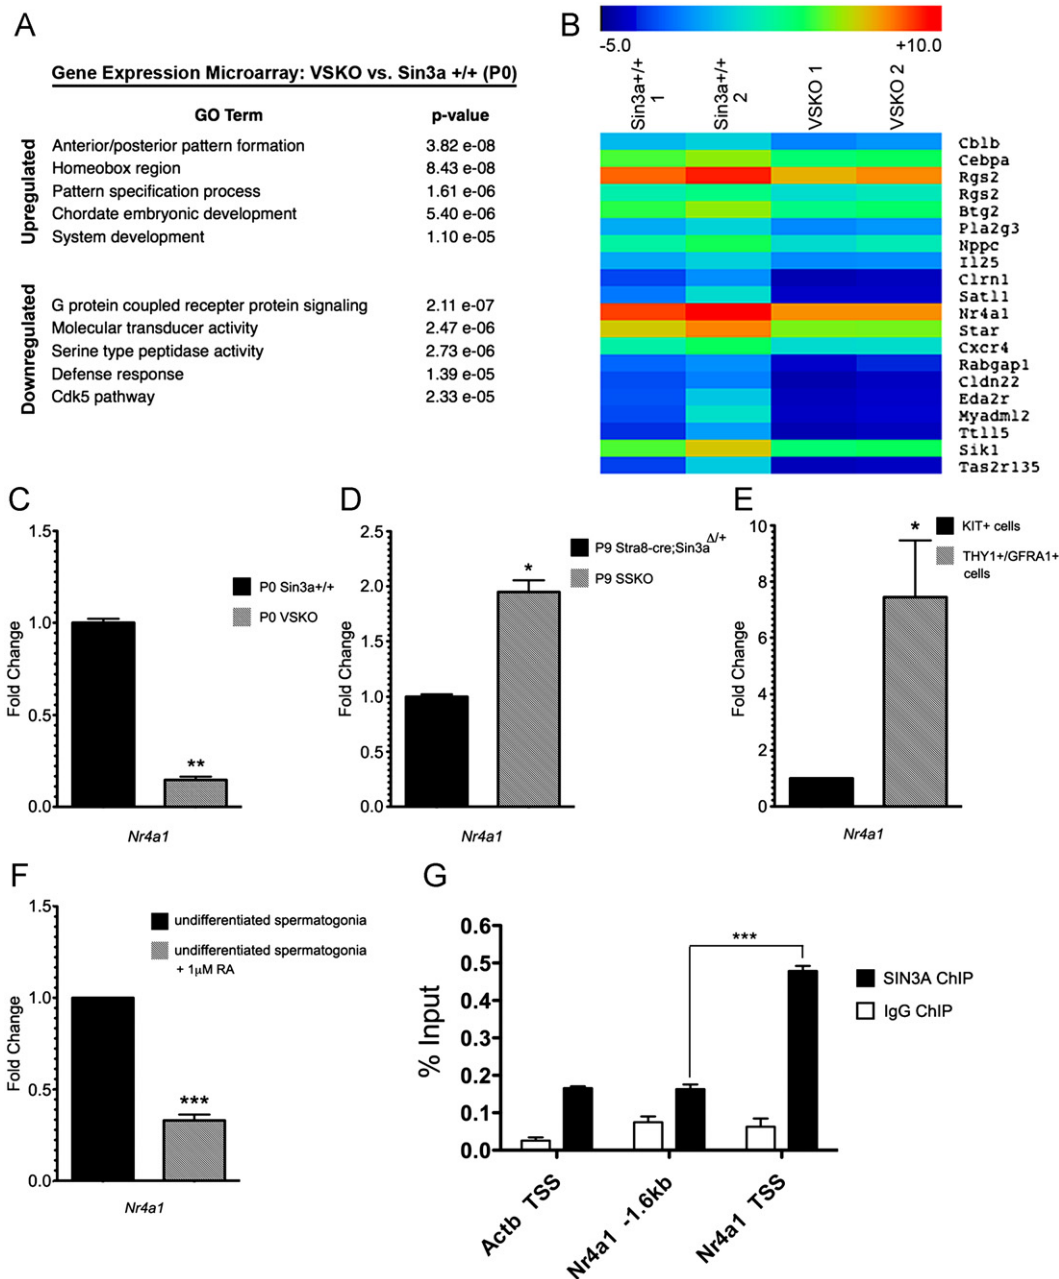 A
Gene Expression Microarray: VSKO vs. Sin3a +/+ (P0)
GO Term p-value
Upregulated
Anterior/posterior pattern formation 3.82 e-08
Homeobox region 8.43 e-08
Pattern specification process 1.61 e-06
Chordate embryonic development 5.40 e-06
System development 1.10 e-05
Downregulated
G protein coupled recepter protein signaling 2.11 e-07
Molecular transducer activity 2.47 e-06
Serine type peptidase activity 2.73 e-06
Defense response 1.39 e-05
Cdk5 pathway 2.33 e-05
B
-5.0 +10.0
Sin3a+/+ 1
Sin3a+/+ 2
VSKO 1
VSKO 2
Cblb
Cebpa
Rgs2
Rgs2
Btg2
Pla2g3
Nppc
Il25
Clrn1
Satl1
Nr4a1
Star
Cxcr4
Rabgap1
Cldn22
Eda2r
Myadml2
Ttll5
Sik1
Tas2r135
C
Fold Change
1.5
1.0
0.5
0.0
**
P0 Sin3a+/+
P0 VSKO
Nr4a1
D
Fold Change
2.5
2.0
1.5
1.0
0.5
0.0
*
P9 Stra8-cre;Sin3a Δ/+
P9 SSKO
Nr4a1
E
Fold Change
10
8
6
4
2
0
*
KIT+ cells
THY1+/GFRA1+
cells
Nr4a1
F
Fold Change
1.5
1.0
0.5
0.0
***
undifferentiated spermatogonia
undifferentiated spermatogonia
+ 1μM RA
Nr4a1
G
% Input
0.6
0.5
0.4
0.3
0.2
0.1
0.0
***
SIN3A ChIP
IgG ChIP
Actb TSS
Nr4a1 -1.6kb
Nr4a1 TSS